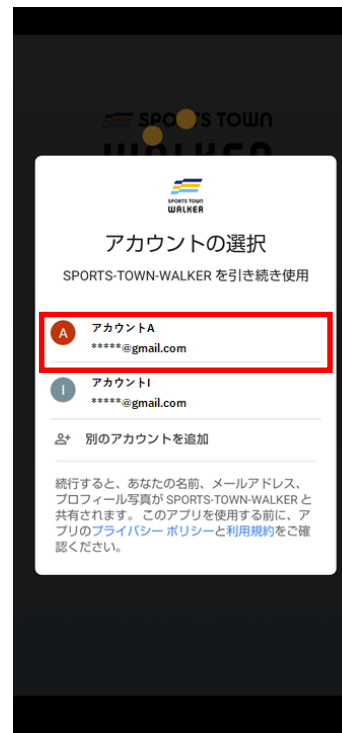 SPORTS TOWN
WALKER
SPORTS TOWN
WALKER
アカウントの選択
SPORTS-TOWN-WALKER を引き続き使用
A
アカウントA
*****@gmail.com
I
アカウントI
*****@gmail.com
別のアカウントを追加
続行すると、あなたの名前、メールアドレス、
プロフィール写真が SPORTS-TOWN-WALKER と
共有されます。このアプリを使用する前に、ア
プリのプライバシー ポリシーと利用規約をご確
認ください。